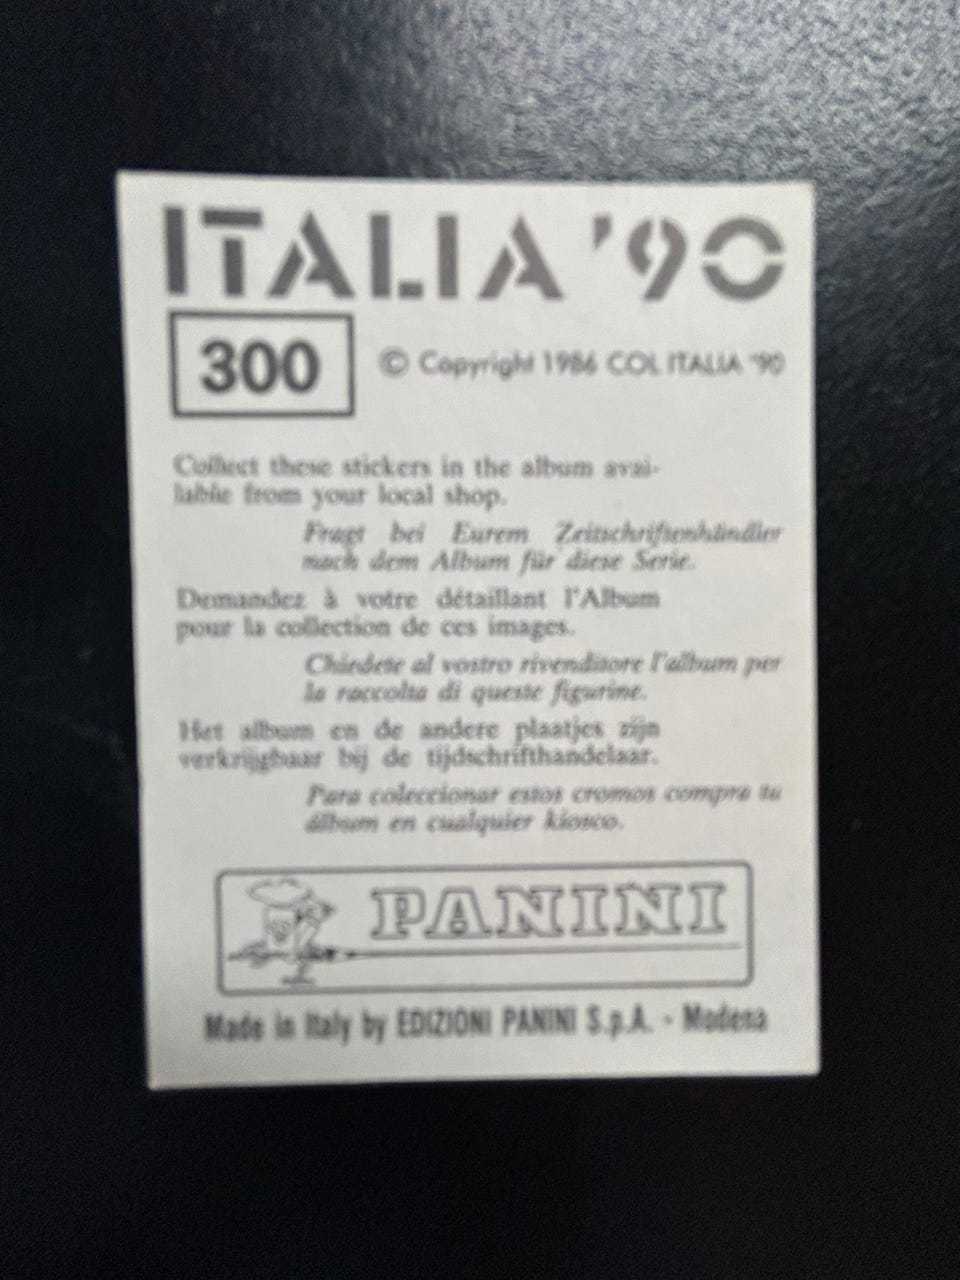 ITALIA '90
300
© Copyright 1986 COL ITALIA '90
Collect these stickers in the album avai-
lable from your local shop.
Fragt bei Eurem Zeitschriftenhändler
nach dem Album für diese Serie.
Demandez à votre détaillant l'Album
pour la collection de ces images.
Chiedete al vostro rivenditore l'album per
la raccolta di queste figurine.
Het album en de andere plaatjes zijn
verkrijgbaar bij de tijdschrifthandelaar.
Para coleccionar estos cromos compra tu
álbum en cualquier kiosco.
PANINI
Made in Italy by EDIZIONI PANINI S.p.A. - Modena